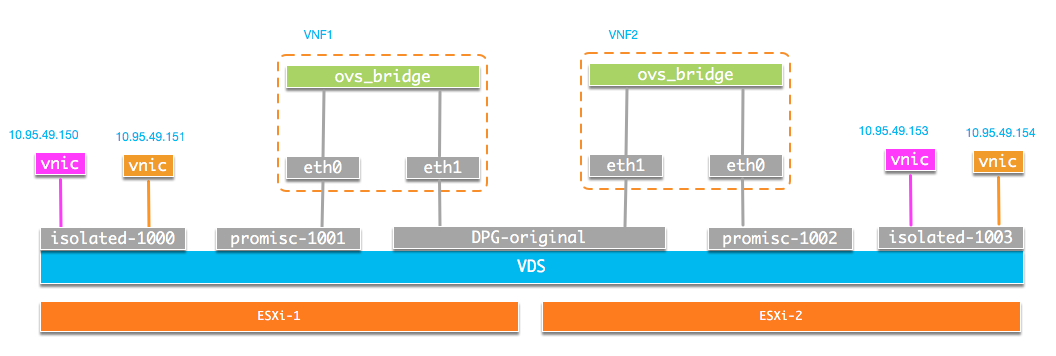 VNF1
VNF2
ovs_bridge
ovs_bridge
10.95.49.150
10.95.49.151
10.95.49.153
10.95.49.154
vnic
vnic
eth0
eth1
eth1
eth0
vnic
vnic
isolated-1000
promisc-1001
DPG-original
promisc-1002
isolated-1003
VDS
ESXi-1
ESXi-2